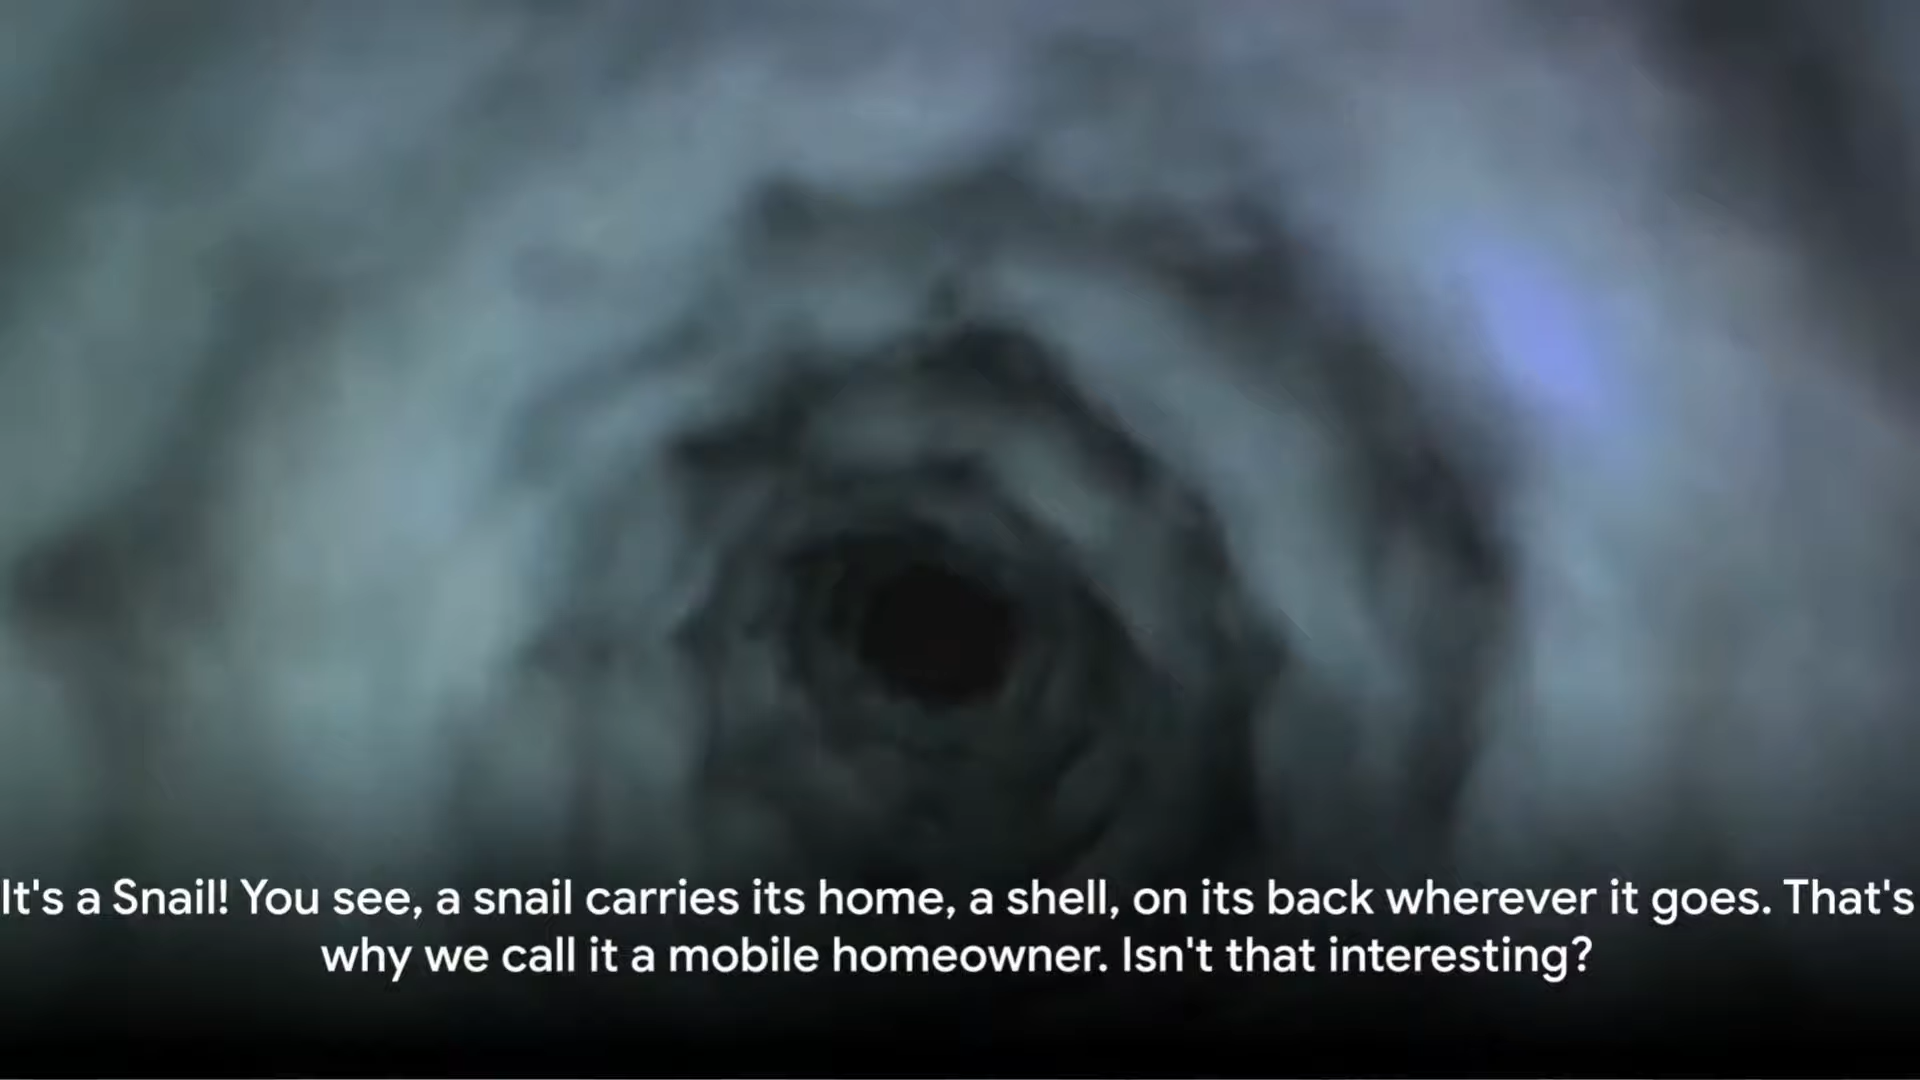 It's a Snail! You see, a snail carries its home, a shell, on its back wherever it goes. That's
why we call it a mobile homeowner. Isn't that interesting?